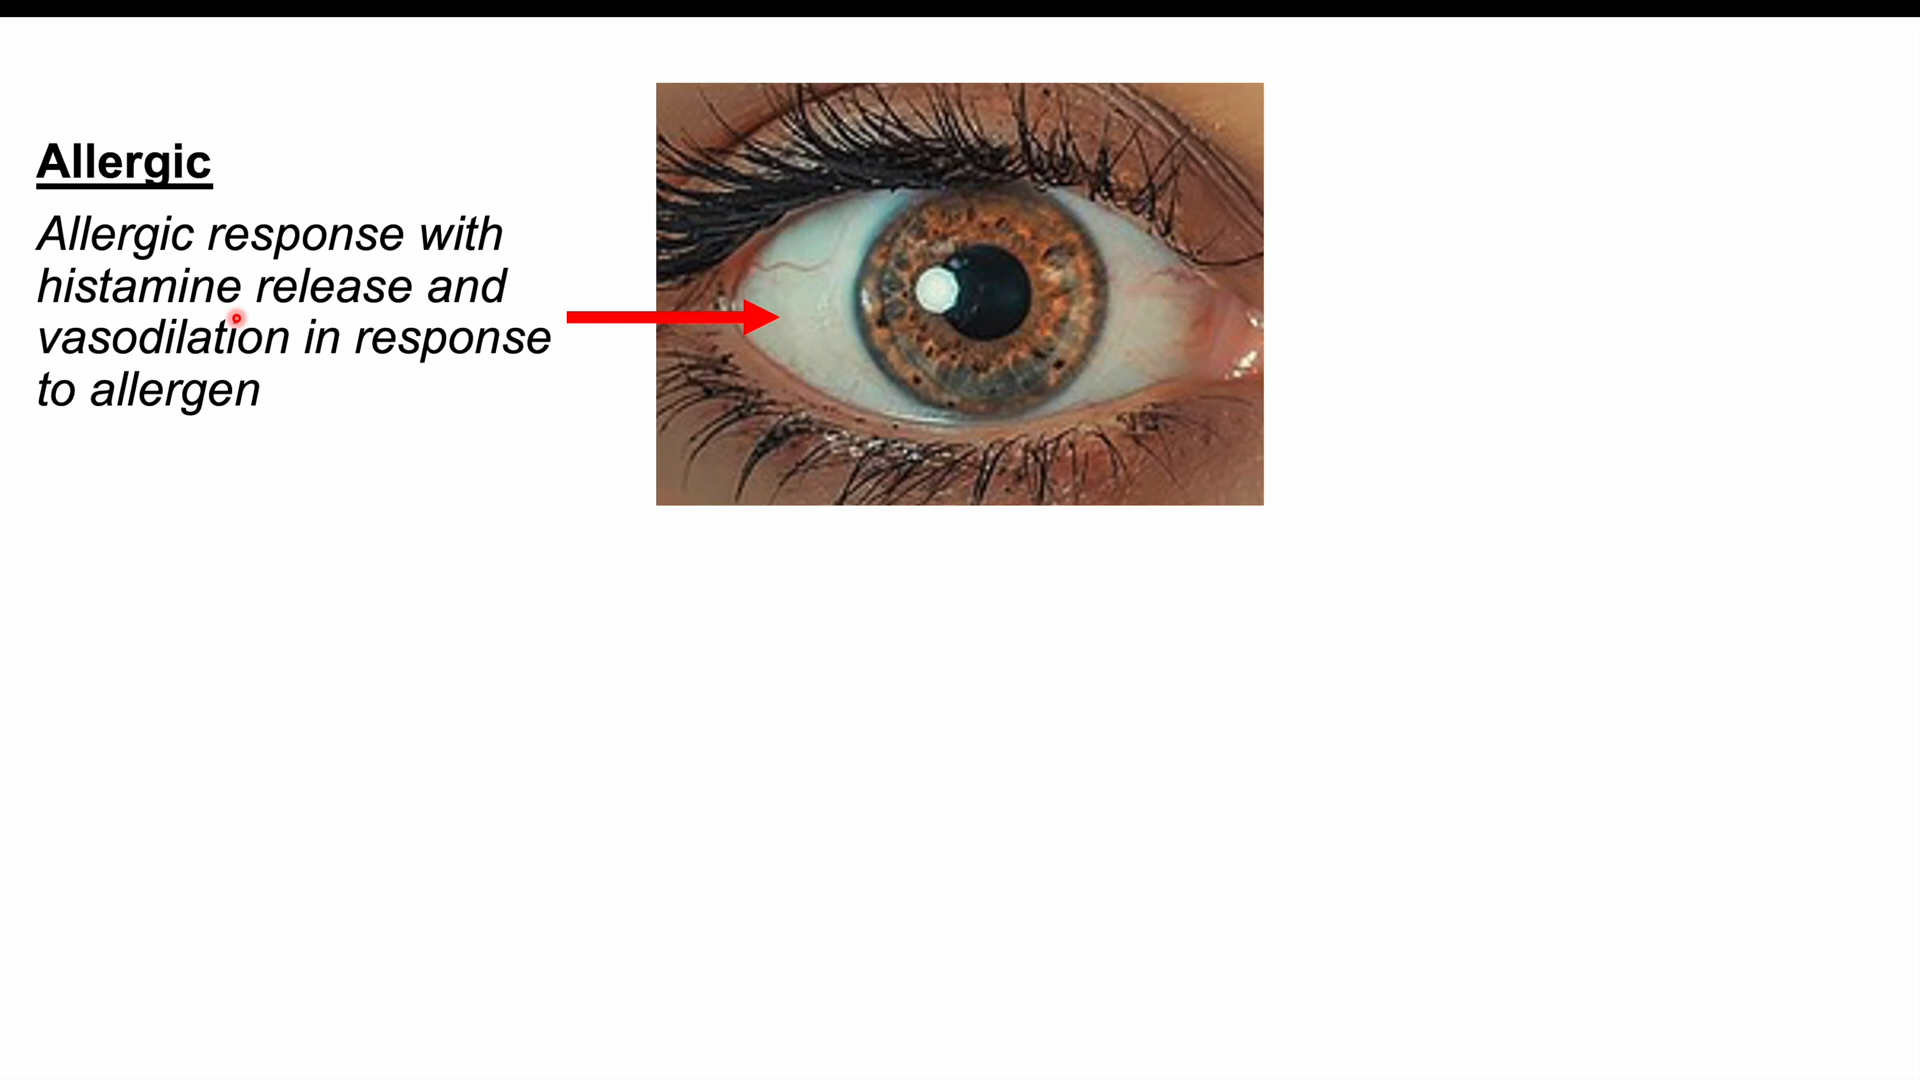 Allergic
Allergic response with
histamine release and
vasodilation in response
to allergen